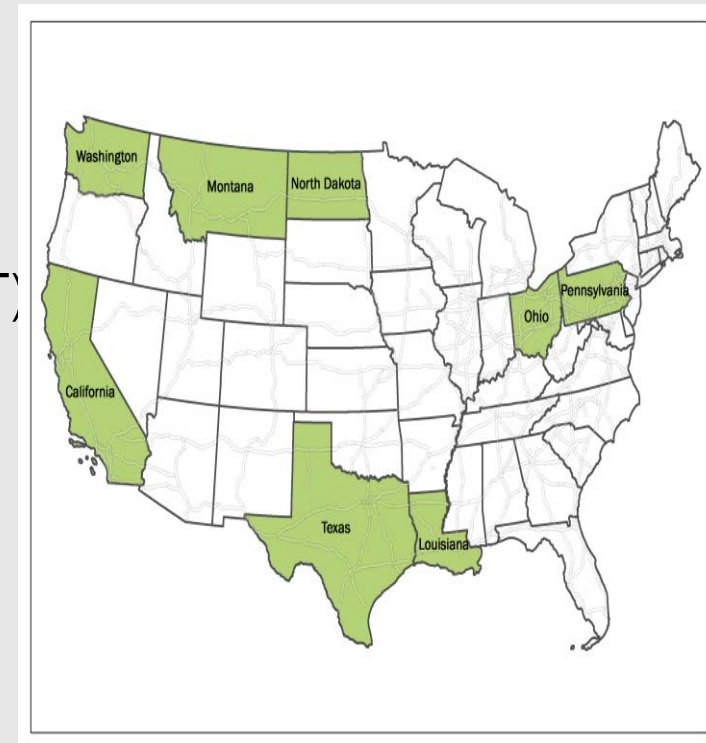 Washington
Montana
North Dakota
Pennsylvania
Ohio
California
Texas
Louisiana